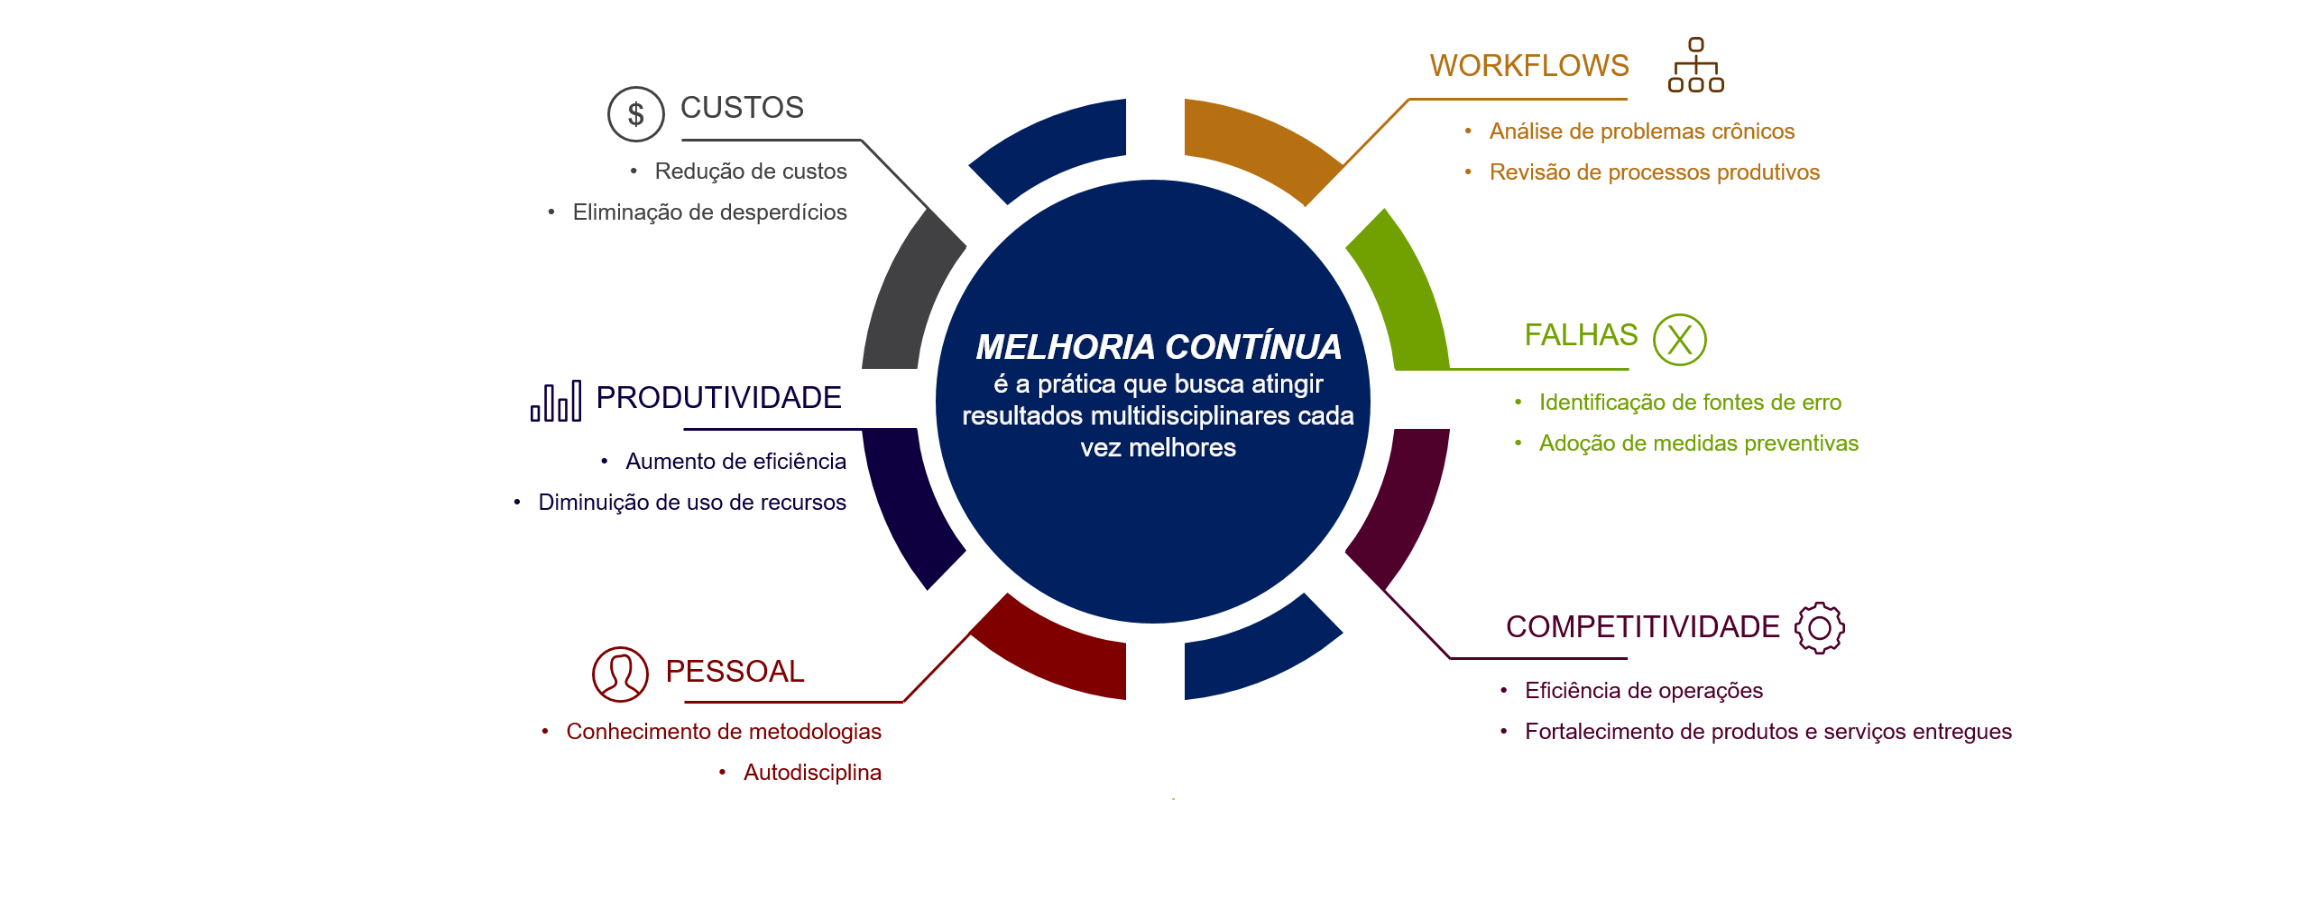 CUSTOS
$
• Redução de custos
• Eliminação de desperdícios
PRODUTIVIDADE
• Aumento de eficiência
• Diminuição de uso de recursos
PESSOAL
• Conhecimento de metodologias
• Autodisciplina
MELHORIA CONTÍNUA
é a prática que busca atingir
resultados multidisciplinares cada
vez melhores
WORKFLOWS
• Análise de problemas crônicos
• Revisão de processos produtivos
FALHAS
X
• Identificação de fontes de erro
• Adoção de medidas preventivas
COMPETITIVIDADE
• Eficiência de operações
• Fortalecimento de produtos e serviços entregues